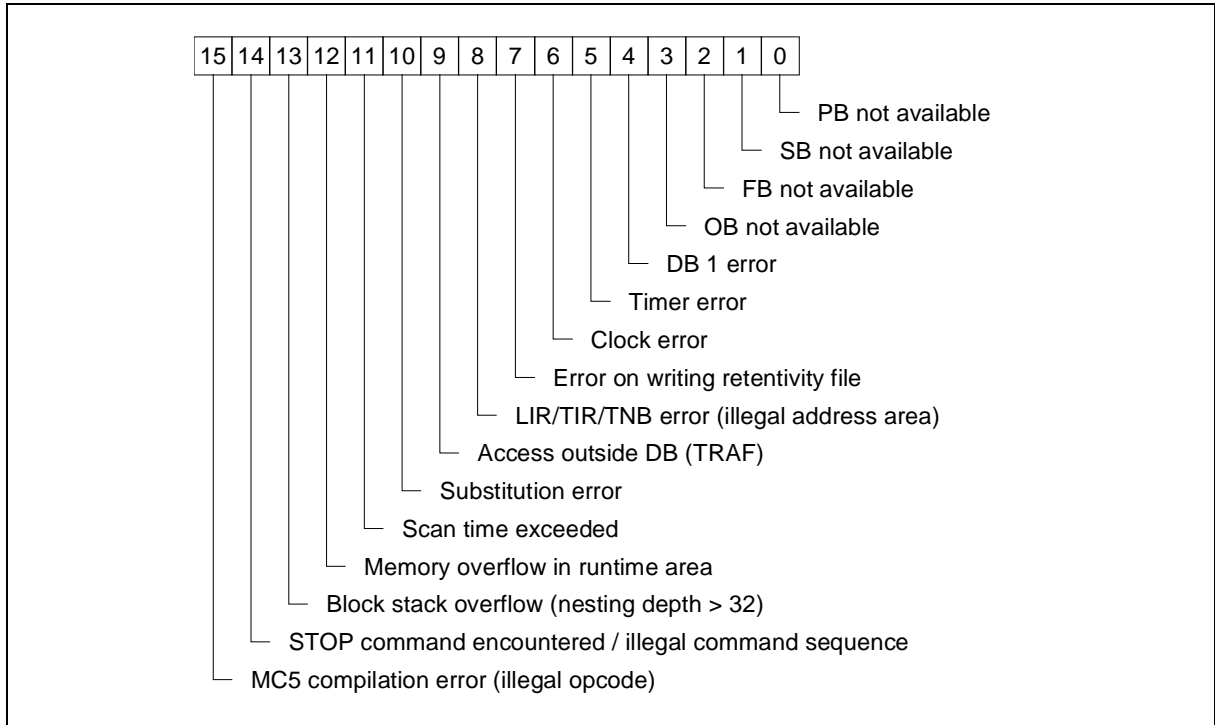 15 14 13 12 11 10 9 8 7 6 5 4 3 2 1 0
PB not available
SB not available
FB not available
OB not available
DB 1 error
Timer error
Clock error
Error on writing retentivity file
LIR/TIR/TNB error (illegal address area)
Access outside DB (TRAF)
Substitution error
Scan time exceeded
Memory overflow in runtime area
Block stack overflow (nesting depth > 32)
STOP command encountered / illegal command sequence
MC5 compilation error (illegal opcode)